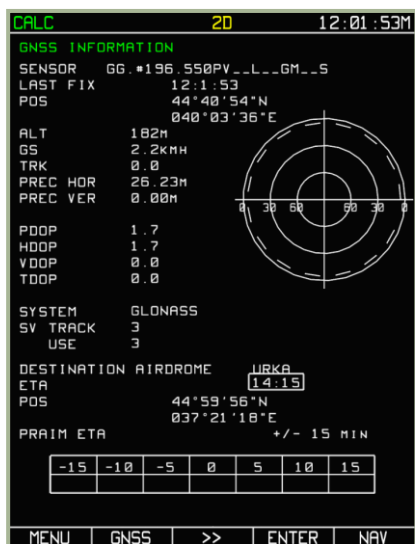 CALC 2D 12:01:53M
GNSS INFORMATION
SENSOR GG.#196.550PV__L__GM__S
LAST FIX 12:1:53
POS 44°40'54"N
040°03'36"E
ALT 182M
GS 2.2KMH
TRK 0.0
PREC HOR 26.23M
PREC VER 0.00M
0 30 60 60 30 0
PDOP 1.7
HDOP 1.7
VDOP 0.0
TDOP 0.0
SYSTEM GLONASS
SV TRACK 3
USE 3
DESTINATION AIRDROME URKA
ETA 14:15
POS 44°59'56"N
037°21'18"E
PRAIM ETA +/- 15 MIN
-15 -10 -5 0 5 10 15
MENU GNSS >> ENTER NAV